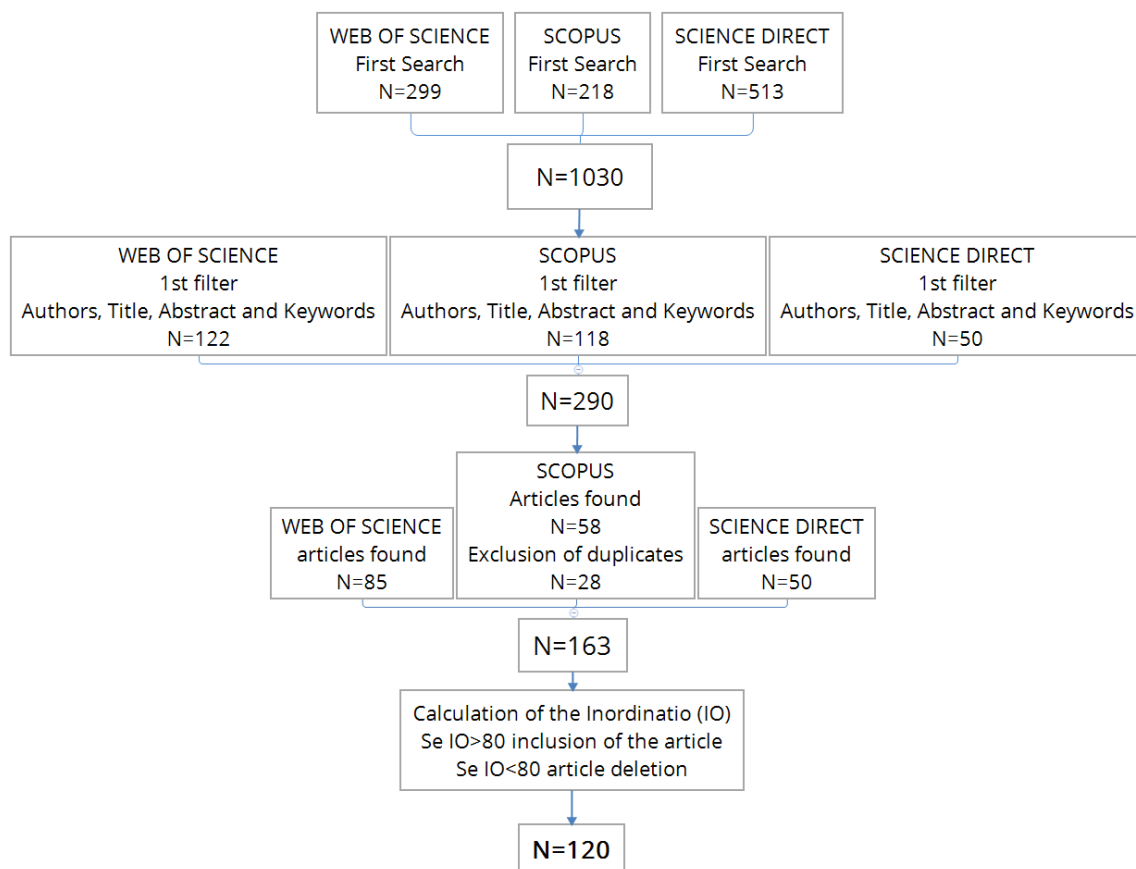 WEB OF SCIENCE
First Search
N=299
SCOPUS
First Search
N=218
SCIENCE DIRECT
First Search
N=513
N=1030
WEB OF SCIENCE
1st filter
Authors, Title, Abstract and Keywords
N=122
SCOPUS
1st filter
Authors, Title, Abstract and Keywords
N=118
SCIENCE DIRECT
1st filter
Authors, Title, Abstract and Keywords
N=50
N=290
WEB OF SCIENCE
articles found
N=85
SCOPUS
Articles found
N=58
Exclusion of duplicates
N=28
SCIENCE DIRECT
articles found
N=50
N=163
Calculation of the Inordinatio (IO)
Se IO>80 inclusion of the article
Se IO<80 article deletion
N=120